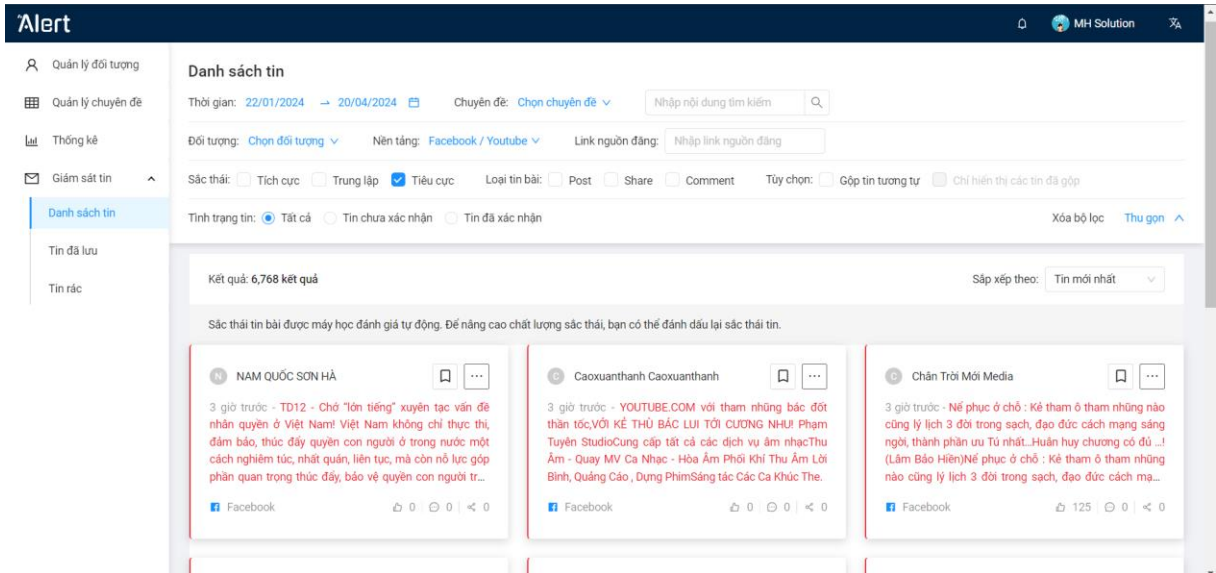 Alert
MH Solution
Quản lý đối tượng
Quản lý chuyên đề
Thống kê
Giám sát tin
Danh sách tin
Tin đã lưu
Tin rác
Danh sách tin
Thời gian: 22/01/2024 → 20/04/2024 Chuyên đề: Chọn chuyên đề Nhập nội dung tìm kiếm
Đối tượng: Chọn đối tượng Nền tảng: Facebook / Youtube Link nguồn đăng: Nhập link nguồn đăng
Sắc thái: Tích cực Trung lập Tiêu cực Loại tin bài: Post Share Comment Tùy chọn: Gộp tin tương tự Chỉ hiển thị các tin đã gộp
Tình trạng tin: Tất cả Tin chưa xác nhận Tin đã xác nhận Xóa bộ lọc Thu gọn
Kết quả: 6,768 kết quả Sắp xếp theo: Tin mới nhất
Sắc thái tin bài được máy học đánh giá tự động. Để nâng cao chất lượng sắc thái, bạn có thể đánh dấu lại sắc thái tin.
N NAM QUỐC SƠN HÀ
3 giờ trước - TD12 - Chớ "lớn tiếng" xuyên tạc vấn đề
nhân quyền ở Việt Nam! Việt Nam không chỉ thực thi,
đảm bảo, thúc đẩy quyền con người ở trong nước một
cách nghiêm túc, nhất quán, liên tục, mà còn nỗ lực góp
phần quan trọng thúc đẩy, bảo vệ quyền con người tr...
Facebook 0 0 0
C Caoxuanthanh Caoxuanthanh
3 giờ trước - YOUTUBE.COM với tham nhũng bác đốt
thần tốc,VỚI KẺ THÙ BÁC LUI TỚI CƯƠNG NHU! Phạm
Tuyên StudioCung cấp tất cả các dịch vụ âm nhạcThu
Âm - Quay MV Ca Nhạc - Hòa Âm Phối Khí Thu Âm Lời
Bình, Quảng Cáo , Dựng PhimSáng tác Các Ca Khúc The.
Facebook 0 0 0
C Chân Trời Mới Media
3 giờ trước - Nể phục ở chỗ : Kẻ tham ô tham nhũng nào
cũng lý lịch 3 đời trong sạch, đạo đức cách mạng sáng
ngời, thành phần ưu Tú nhất...Huân huy chương có đủ ...!
(Lâm Bảo Hiền)Nể phục ở chỗ : Kẻ tham ô tham nhũng
nào cũng lý lịch 3 đời trong sạch, đạo đức cách mạ...
Facebook 125 0 0